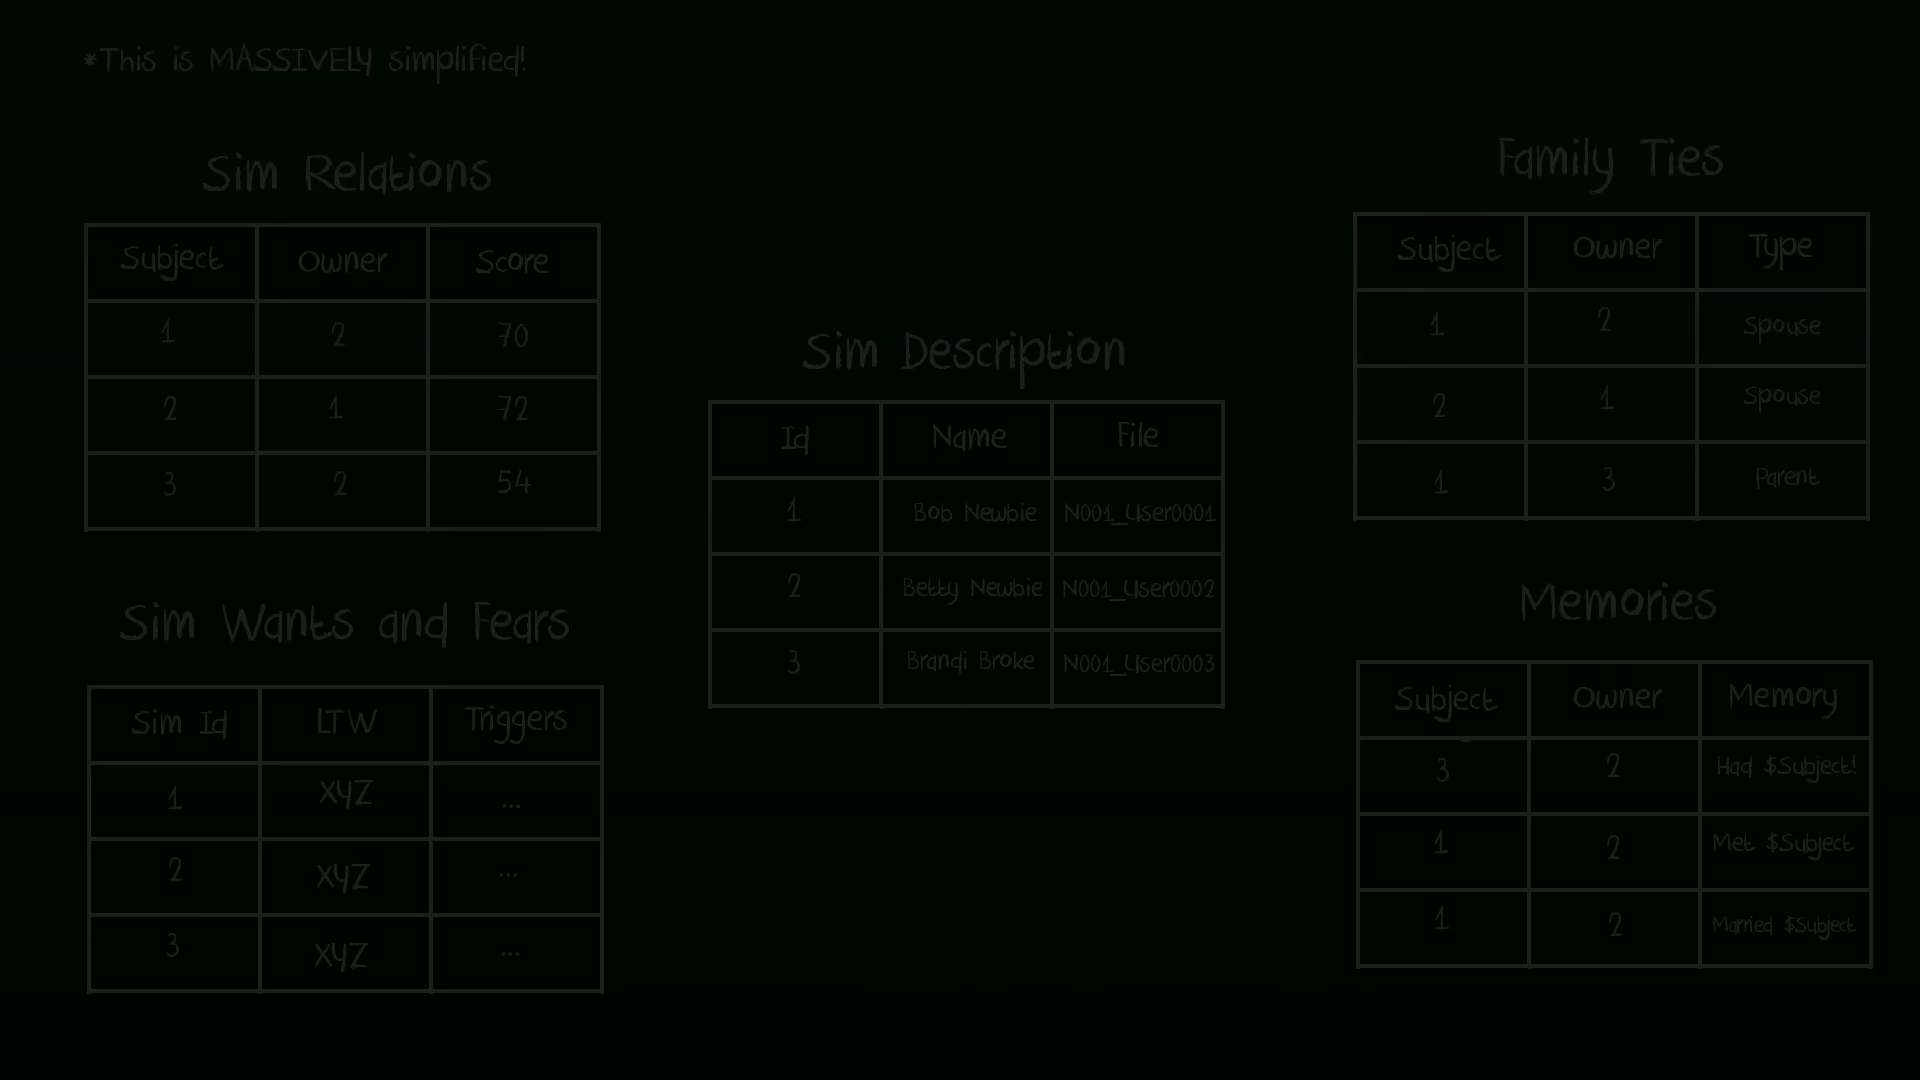 *This is MASSIVELY simplified!
Sim Relations
Subject Owner Score
1 2 70
2 1 72
3 2 54
Sim Wants and Fears
Sim Id LTW Triggers
1 XYZ ...
2 XYZ ...
3 XYZ ...
Sim Description
Id Name File
1 Bob Newbie N001_User0001
2 Betty Newbie N001_User0002
3 Brandi Broke N001_User0003
Family Ties
Subject Owner Type
1 2 Spouse
2 1 Spouse
1 3 Parent
Memories
Subject Owner Memory
3 2 Had $Subject!
1 2 Met $Subject
1 2 Married $Subject